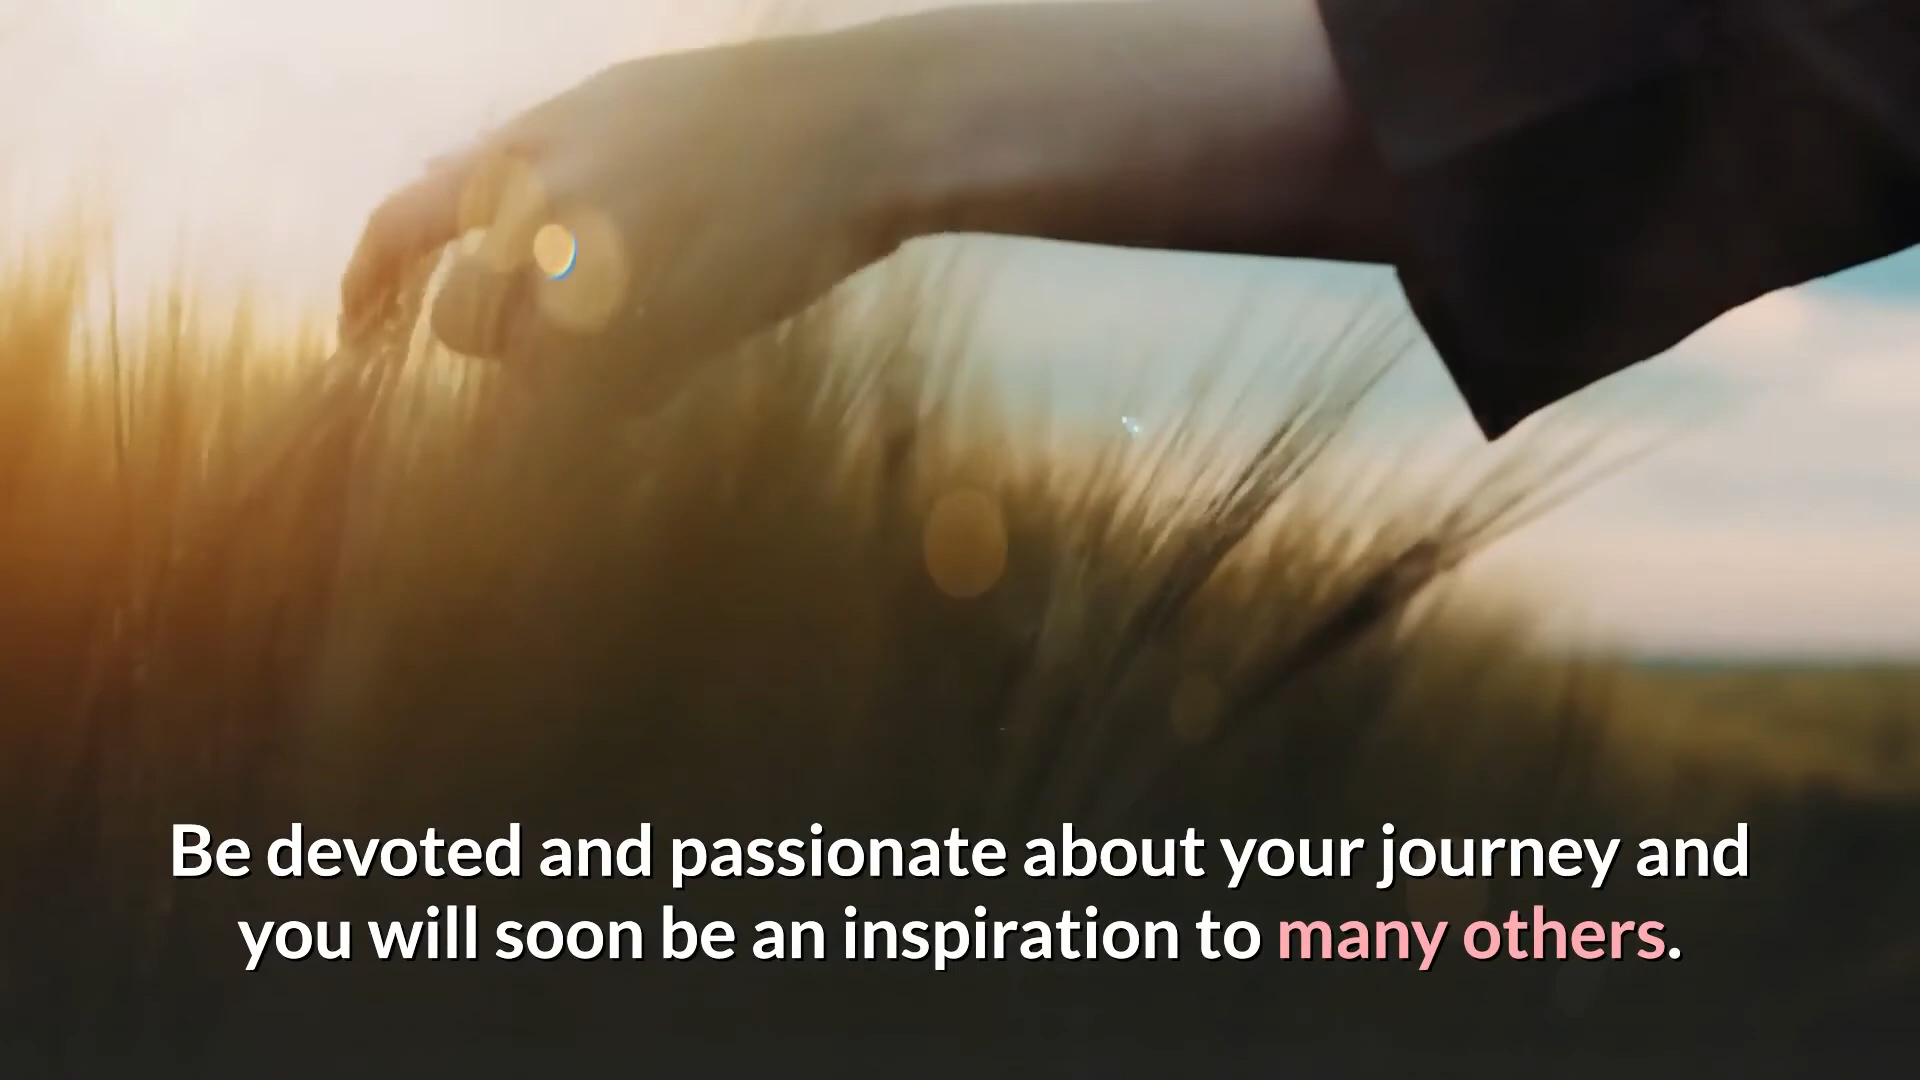 Be devoted and passionate about your journey and
you will soon be an inspiration to many others.